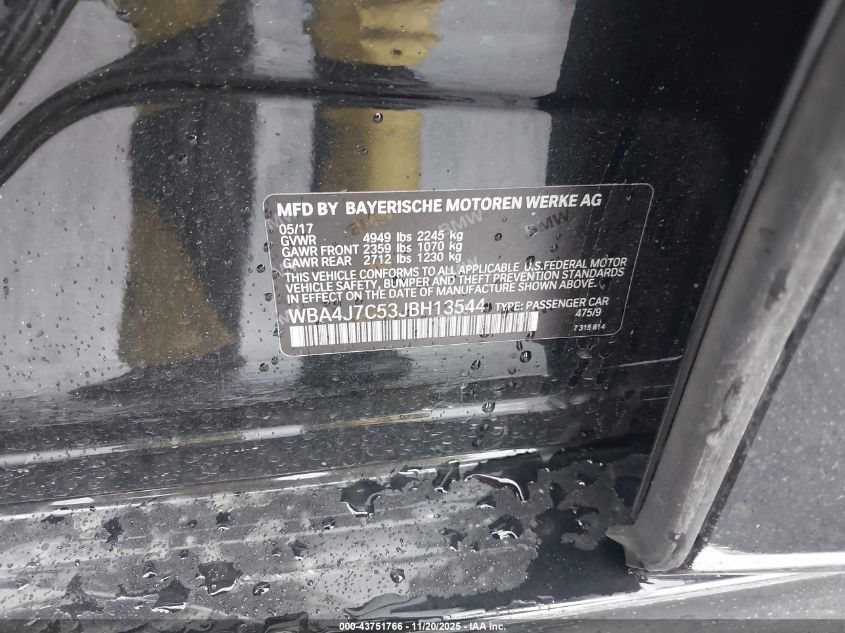 MFD BY BAYERISCHE MOTOREN WERKE AG
05/17
GVWR 4949 lbs 2245 kg
GAWR FRONT 2359 lbs 1070 kg
GAWR REAR 2712 lbs 1230 kg
THIS VEHICLE CONFORMS TO ALL APPLICABLE U.S.FEDERAL MOTOR
VEHICLE SAFETY, BUMPER, AND THEFT PREVENTION STANDARDS
IN EFFECT ON THE DATE OF MANUFACTURE SHOWN ABOVE.
WBA4J7C53JBH13544 TYPE: PASSENGER CAR
475/9
7 315 814
000-43751766 - 11/20/2025 - IAA Inc.